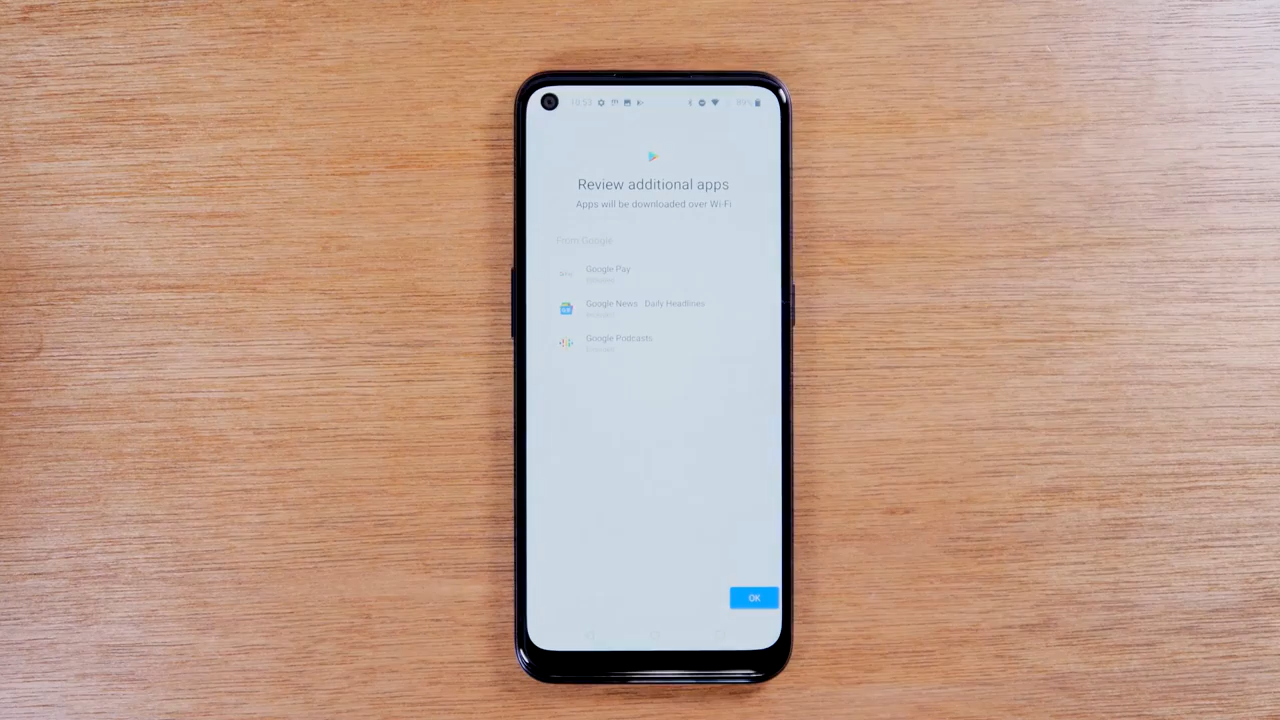 Review additional apps
Apps will be downloaded over Wi-Fi
From Google
Google Pay
Google News Daily Headlines
Google Podcasts
OK